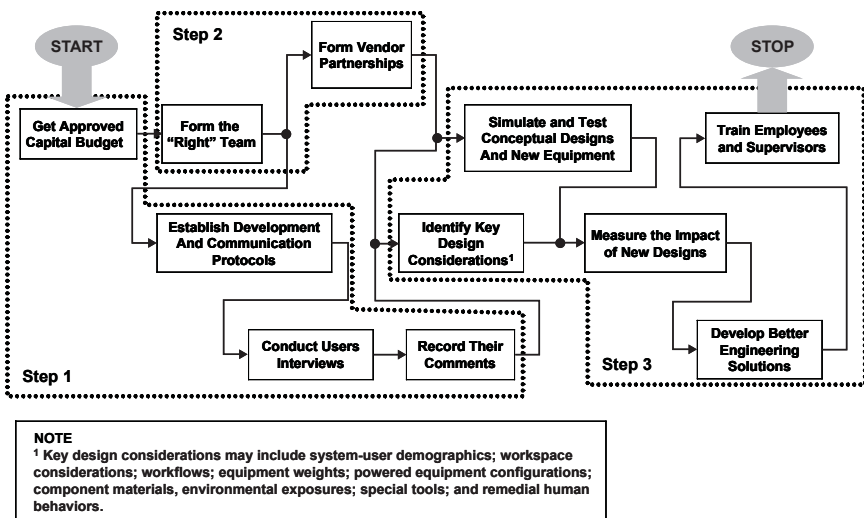 START
Step 2
Form Vendor
Partnerships
STOP
Get Approved
Capital Budget
Form the
“Right” Team
Simulate and Test
Conceptual Designs
And New Equipment
Train Employees
and Supervisors
Establish Development
And Communication
Protocols
Identify Key
Design
Considerations¹
Measure the Impact
of New Designs
Conduct Users
Interviews
Record Their
Comments
Develop Better
Engineering
Solutions
Step 1
Step 3
NOTE
¹ Key design considerations may include system-user demographics; workspace
considerations; workflows; equipment weights; powered equipment configurations;
component materials, environmental exposures; special tools; and remedial human
behaviors.